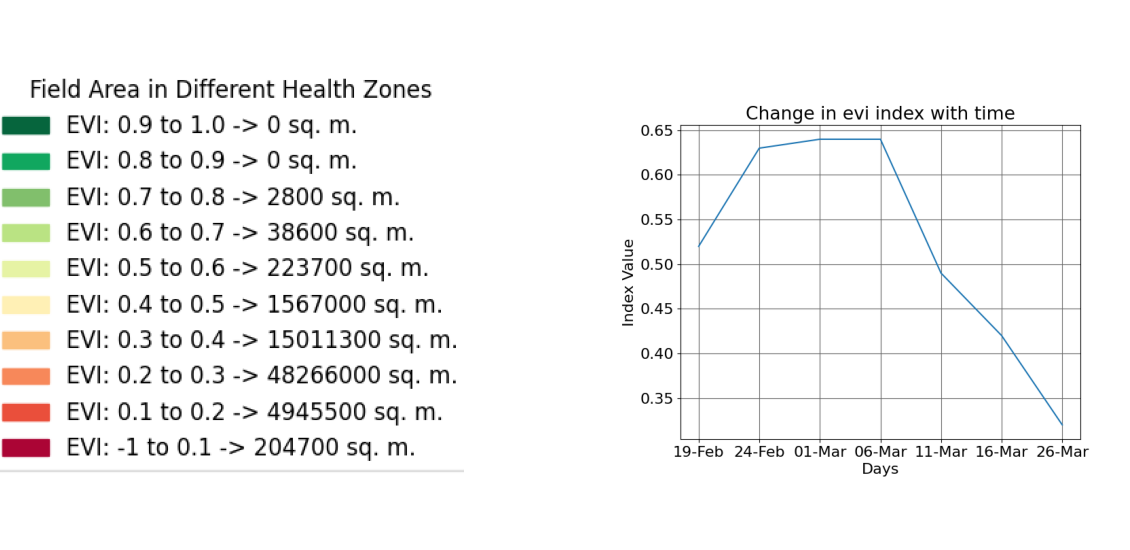 Field Area in Different Health Zones
EVI: 0.9 to 1.0 -> 0 sq. m.
EVI: 0.8 to 0.9 -> 0 sq. m.
EVI: 0.7 to 0.8 -> 2800 sq. m.
EVI: 0.6 to 0.7 -> 38600 sq. m.
EVI: 0.5 to 0.6 -> 223700 sq. m.
EVI: 0.4 to 0.5 -> 1567000 sq. m.
EVI: 0.3 to 0.4 -> 15011300 sq. m.
EVI: 0.2 to 0.3 -> 48266000 sq. m.
EVI: 0.1 to 0.2 -> 4945500 sq. m.
EVI: -1 to 0.1 -> 204700 sq. m.
Change in evi index with time
Index Value
0.65
0.60
0.55
0.50
0.45
0.40
0.35
19-Feb 24-Feb 01-Mar 06-Mar 11-Mar 16-Mar 26-Mar
Days